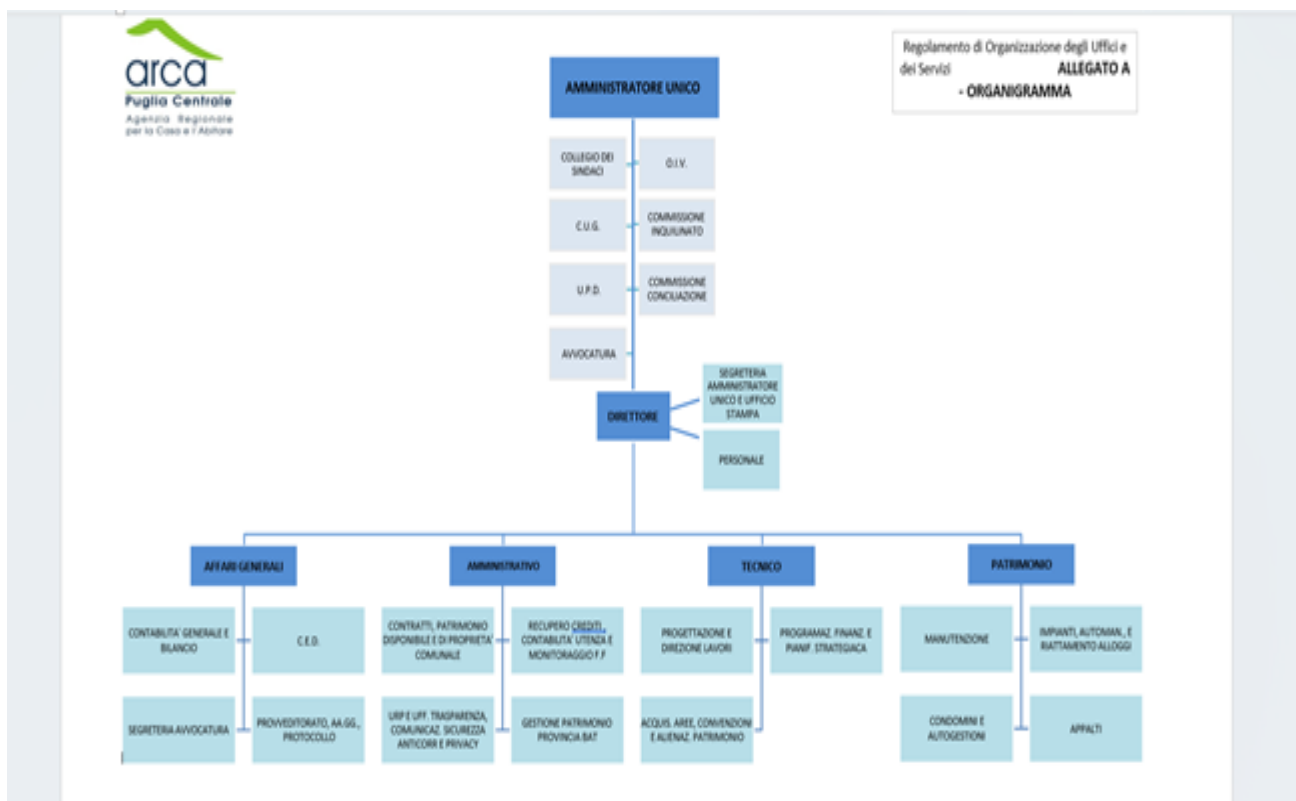 arca
Puglia Centrale
Agenzia Regionale
per la Casa e l'Abitare
Regolamento di Organizzazione degli Uffici e
dei Servizi ALLEGATO A
- ORGANIGRAMMA
AMMINISTRATORE UNICO
COLLEGIO DEI
SINDACI
O.I.V.
C.U.G.
COMMISSIONE
INQUILINATO
U.P.D.
COMMISSIONE
CONCILIAZIONE
AVVOCATURA
DIRETTORE
SEGRETERIA
AMMINISTRATORE
UNICO E UFFICIO
STAMPA
PERSONALE
AFFARI GENERALI
AMMINISTRATIVO
TECNICO
PATRIMONIO
CONTABILITA' GENERALE E
BILANCIO
C.E.D.
CONTRATTI, PATRIMONIO
DISPONIBILE E DI PROPRIETA'
COMUNALE
RECUPERO CREDITI,
CONTABILITA' UTENZA E
MONITORAGGIO F.F
PROGETTAZIONE E
DIREZIONE LAVORI
PROGRAMAZ. FINANZ. E
PIANIF. STRATEGIACA
MANUTENZIONE
IMPIANTI, AUTOMAN., E
RIATTAMENTO ALLOGGI
SEGRETERIA AVVOCATURA
PROVVEDITORATO, AA.GG.,
PROTOCOLLO
URP E UFF. TRASPARENZA,
COMUNICAZ. SICUREZZA
ANTICORR E PRIVACY
GESTIONE PATRIMONIO
PROVINCIA BAT
ACQUIS. AREE, CONVENZIONI
E ALIENAZ. PATRIMONIO
CONDOMINI E
AUTOGESTIONI
APPALTI